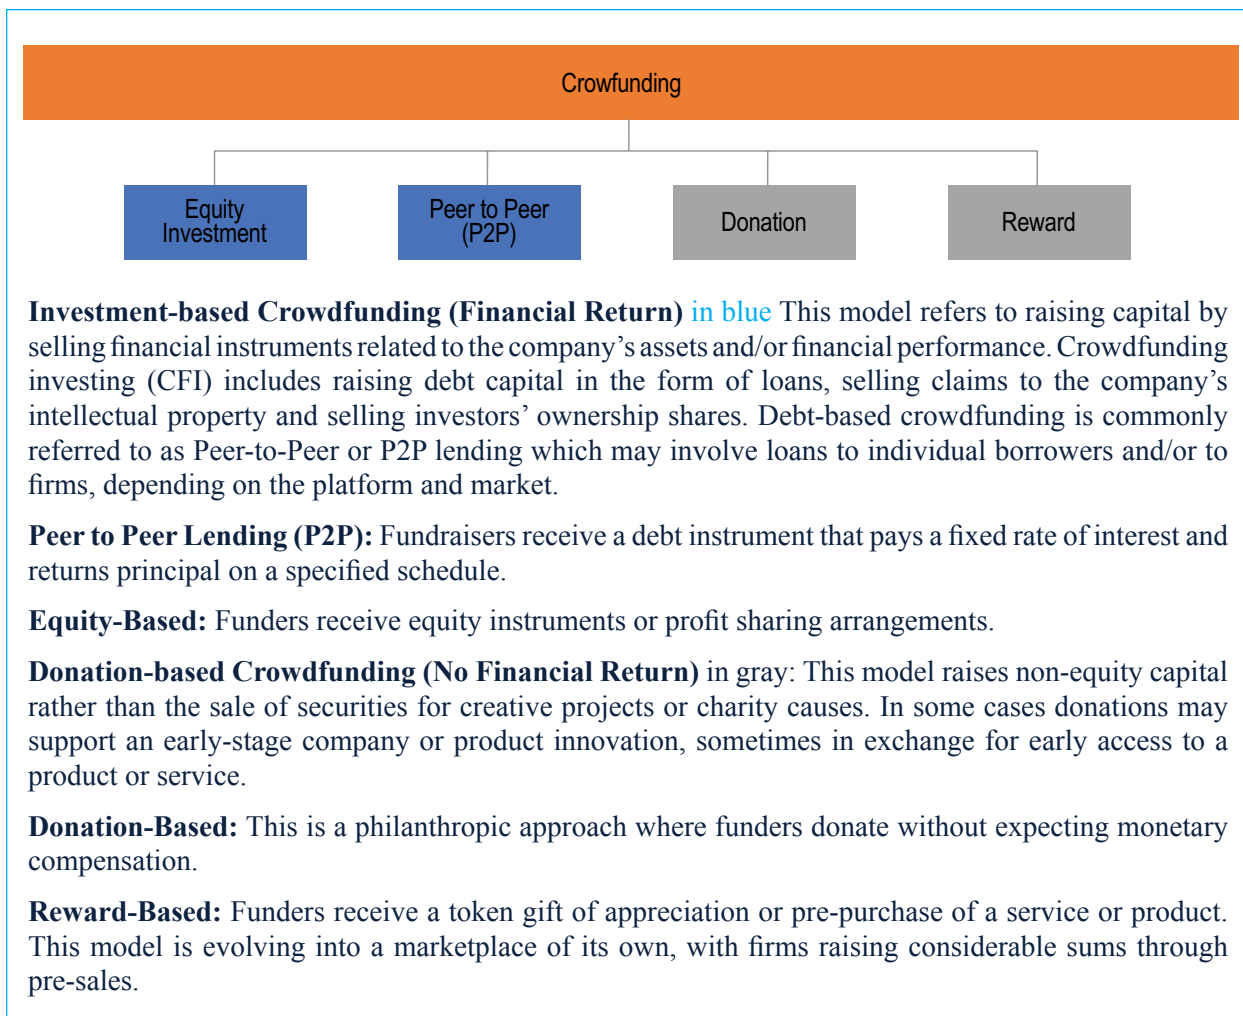 Crowfunding
Equity
Investment
Peer to Peer
(P2P)
Donation
Reward
Investment-based Crowdfunding (Financial Return) in blue This model refers to raising capital by
selling financial instruments related to the company’s assets and/or financial performance. Crowdfunding
investing (CFI) includes raising debt capital in the form of loans, selling claims to the company’s
intellectual property and selling investors’ ownership shares. Debt-based crowdfunding is commonly
referred to as Peer-to-Peer or P2P lending which may involve loans to individual borrowers and/or to
firms, depending on the platform and market.
Peer to Peer Lending (P2P): Fundraisers receive a debt instrument that pays a fixed rate of interest and
returns principal on a specified schedule.
Equity-Based: Funders receive equity instruments or profit sharing arrangements.
Donation-based Crowdfunding (No Financial Return) in gray: This model raises non-equity capital
rather than the sale of securities for creative projects or charity causes. In some cases donations may
support an early-stage company or product innovation, sometimes in exchange for early access to a
product or service.
Donation-Based: This is a philanthropic approach where funders donate without expecting monetary
compensation.
Reward-Based: Funders receive a token gift of appreciation or pre-purchase of a service or product.
This model is evolving into a marketplace of its own, with firms raising considerable sums through
pre-sales.